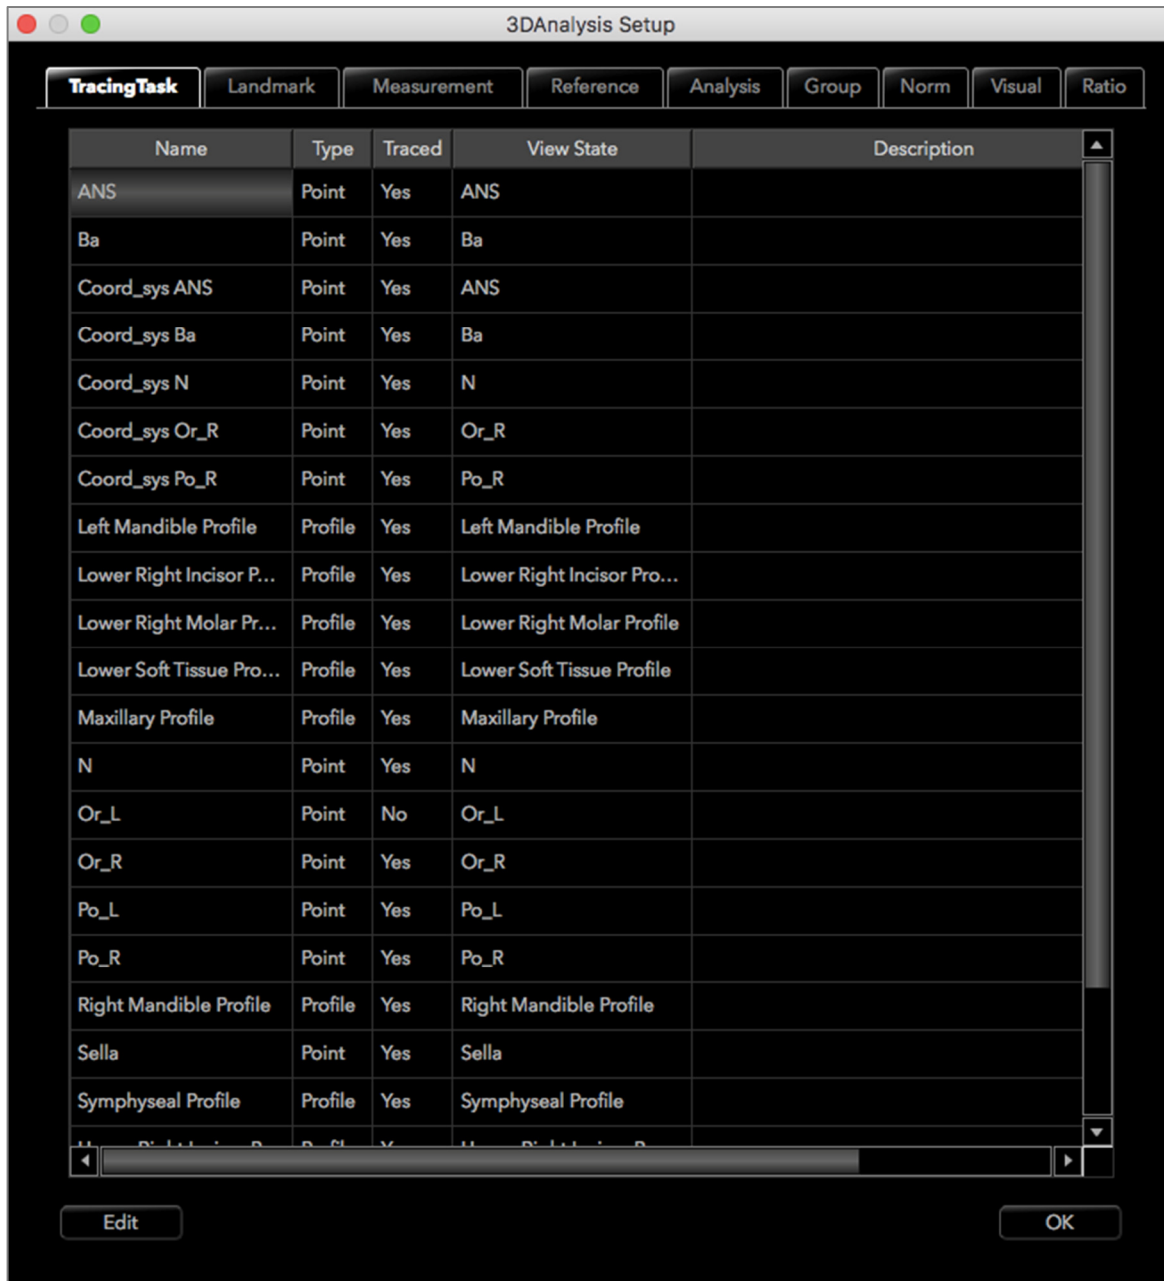 3DAnalysis Setup
TracingTask Landmark Measurement Reference Analysis Group Norm Visual Ratio
Name Type Traced View State Description
ANS Point Yes ANS
Ba Point Yes Ba
Coord_sys ANS Point Yes ANS
Coord_sys Ba Point Yes Ba
Coord_sys N Point Yes N
Coord_sys Or_R Point Yes Or_R
Coord_sys Po_R Point Yes Po_R
Left Mandible Profile Profile Yes Left Mandible Profile
Lower Right Incisor P... Profile Yes Lower Right Incisor Pro...
Lower Right Molar Pr... Profile Yes Lower Right Molar Profile
Lower Soft Tissue Pro... Profile Yes Lower Soft Tissue Profile
Maxillary Profile Profile Yes Maxillary Profile
N Point Yes N
Or_L Point No Or_L
Or_R Point Yes Or_R
Po_L Point Yes Po_L
Po_R Point Yes Po_R
Right Mandible Profile Profile Yes Right Mandible Profile
Sella Point Yes Sella
Symphyseal Profile Profile Yes Symphyseal Profile
Edit OK